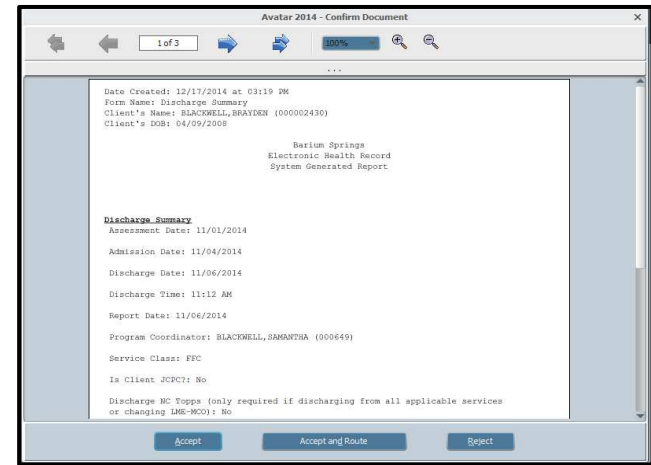 Avatar 2014 - Confirm Document
1 of 3
100%
...
Date Created: 12/17/2014 at 03:19 PM
Form Name: Discharge Summary
Client's Name: BLACKWELL,BRAYDEN (000002430)
Client's DOB: 04/09/2008
Barium Springs
Electronic Health Record
System Generated Report
Discharge Summary
Assessment Date: 11/01/2014
Admission Date: 11/04/2014
Discharge Date: 11/06/2014
Discharge Time: 11:12 AM
Report Date: 11/06/2014
Program Coordinator: BLACKWELL,SAMANTHA (000649)
Service Class: FFC
Is Client JCPC?: No
Discharge NC Topps (only required if discharging from all applicable services
or changing LME-MCO): No
Accept Accept and Route Reject